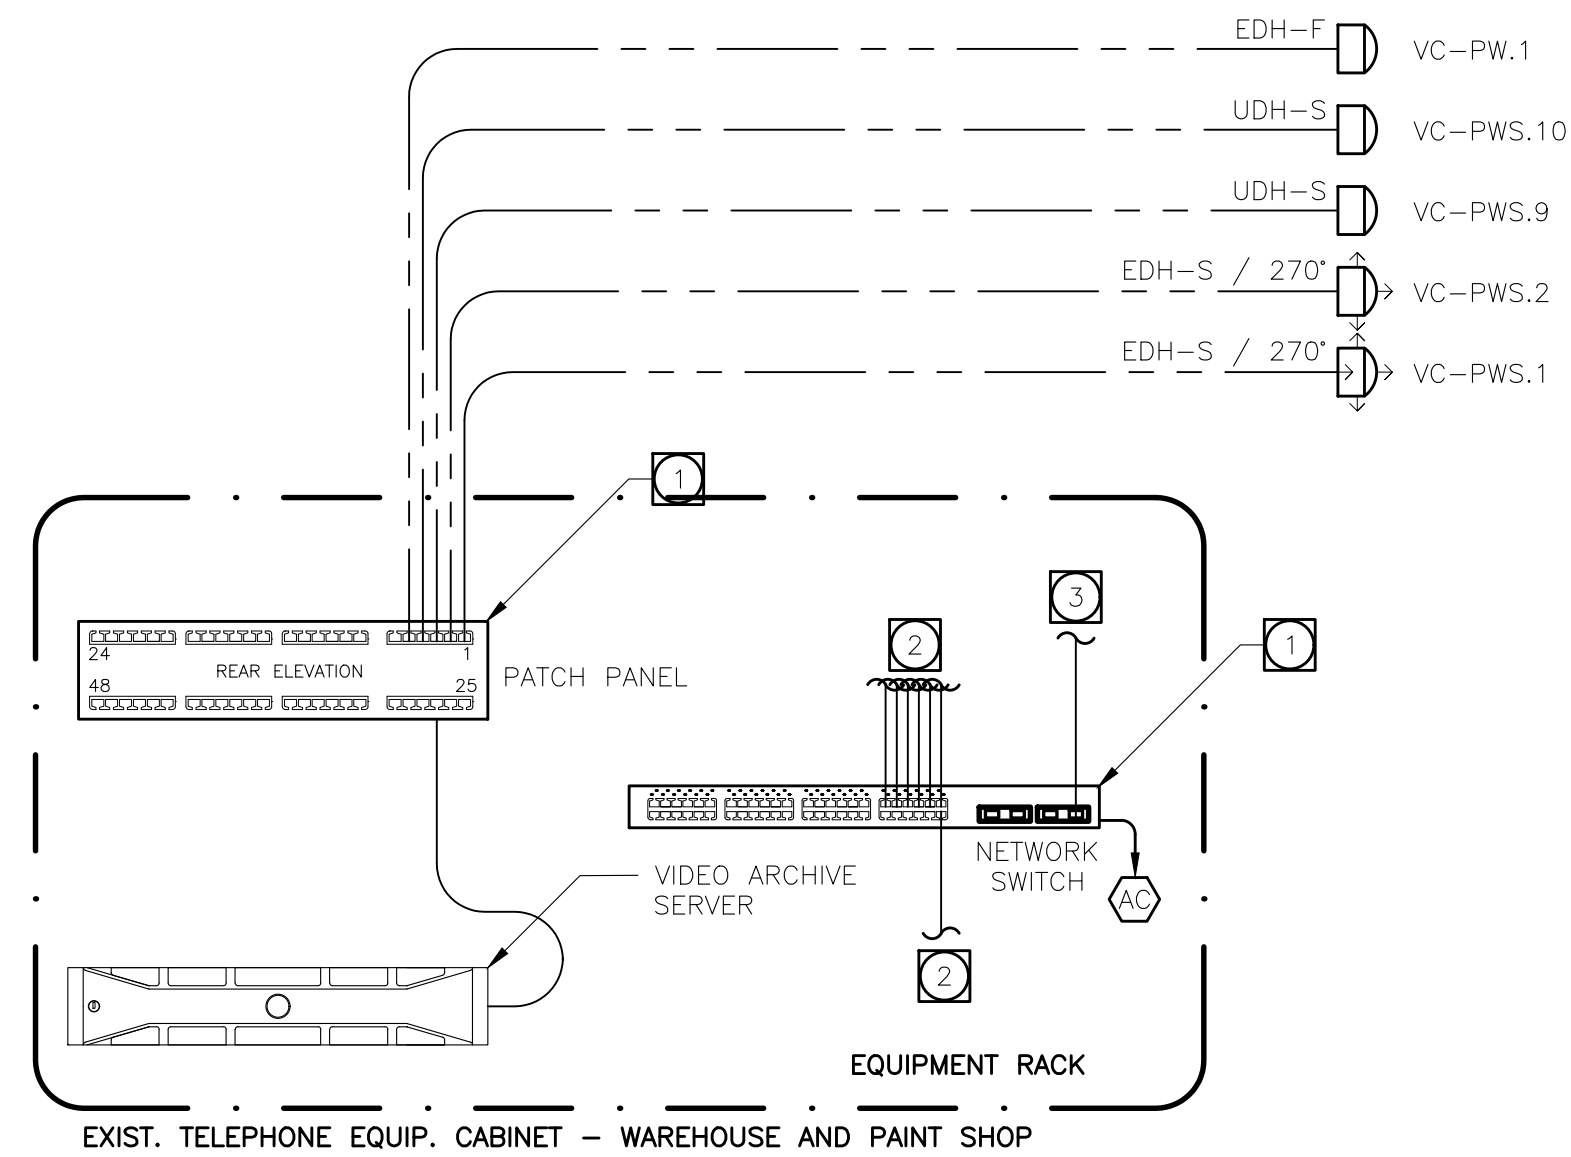 EDH-F
VC-PW.1
UDH-S
VC-PWS.10
UDH-S
VC-PWS.9
EDH-S / 270°
VC-PWS.2
EDH-S / 270°
VC-PWS.1
1
3
2
1
24
1
REAR ELEVATION
PATCH PANEL
48
25
NETWORK
SWITCH
VIDEO ARCHIVE
SERVER
AC
2
EQUIPMENT RACK
EXIST. TELEPHONE EQUIP. CABINET - WAREHOUSE AND PAINT SHOP